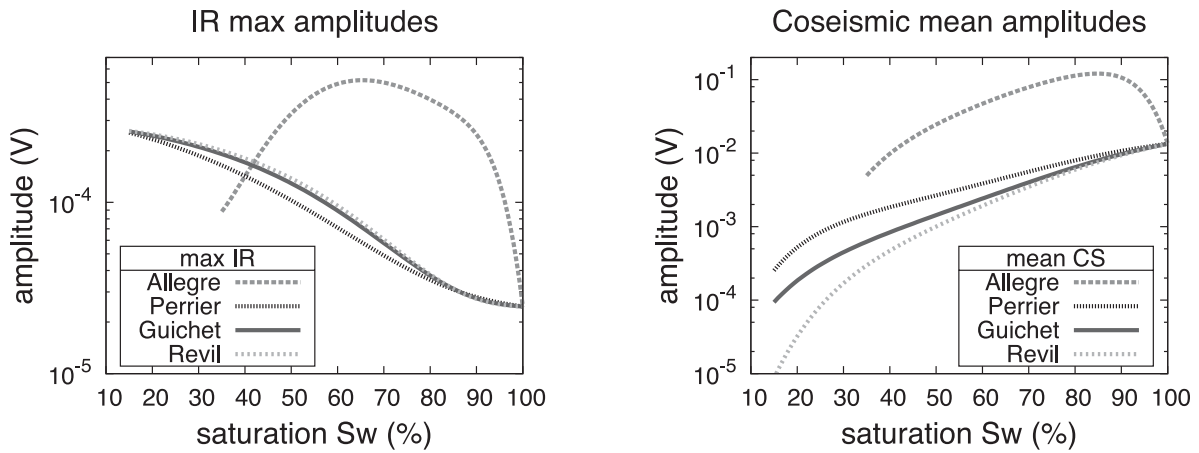 IR max amplitudes
amplitude (V)
10^-4
10^-5
max IR
Allegre
Perrier
Guichet
Revil
10 20 30 40 50 60 70 80 90 100
saturation Sw (%)
Coseismic mean amplitudes
amplitude (V)
10^-1
10^-2
10^-3
10^-4
10^-5
mean CS
Allegre
Perrier
Guichet
Revil
10 20 30 40 50 60 70 80 90 100
saturation Sw (%)